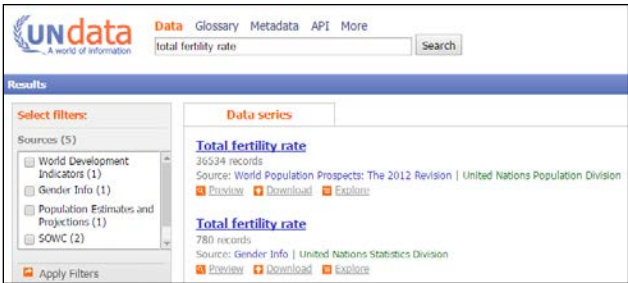 UNdata
A world of information
Data Glossary Metadata API More
total fertility rate
Search
Results
Select filters:
Sources (5)
World Development
Indicators (1)
Gender Info (1)
Population Estimates and
Projections (1)
SOWC (2)
Apply Filters
Data series
Total fertility rate
36534 records
Source: World Population Prospects: The 2012 Revision | United Nations Population Division
Preview Download Explore
Total fertility rate
780 records
Source: Gender Info | United Nations Statistics Division
Preview Download Explore